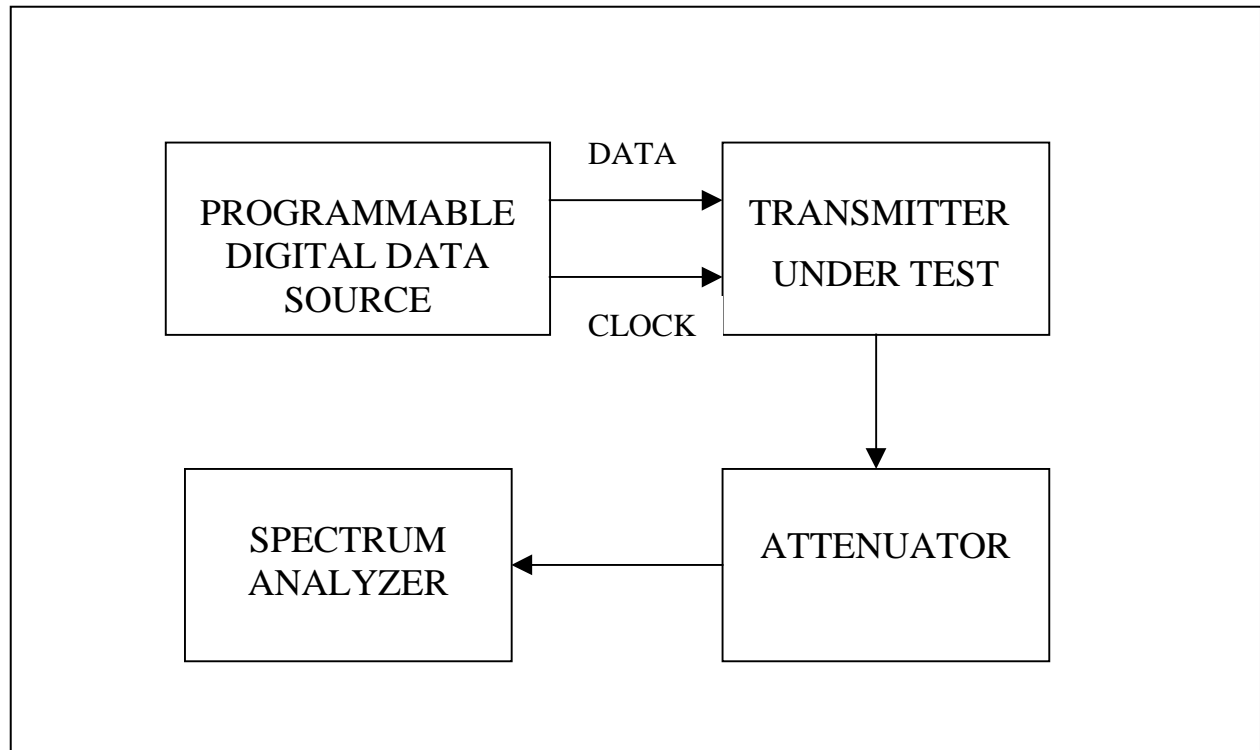 DATA
PROGRAMMABLE
DIGITAL DATA
SOURCE
TRANSMITTER
UNDER TEST
CLOCK
SPECTRUM
ANALYZER
ATTENUATOR